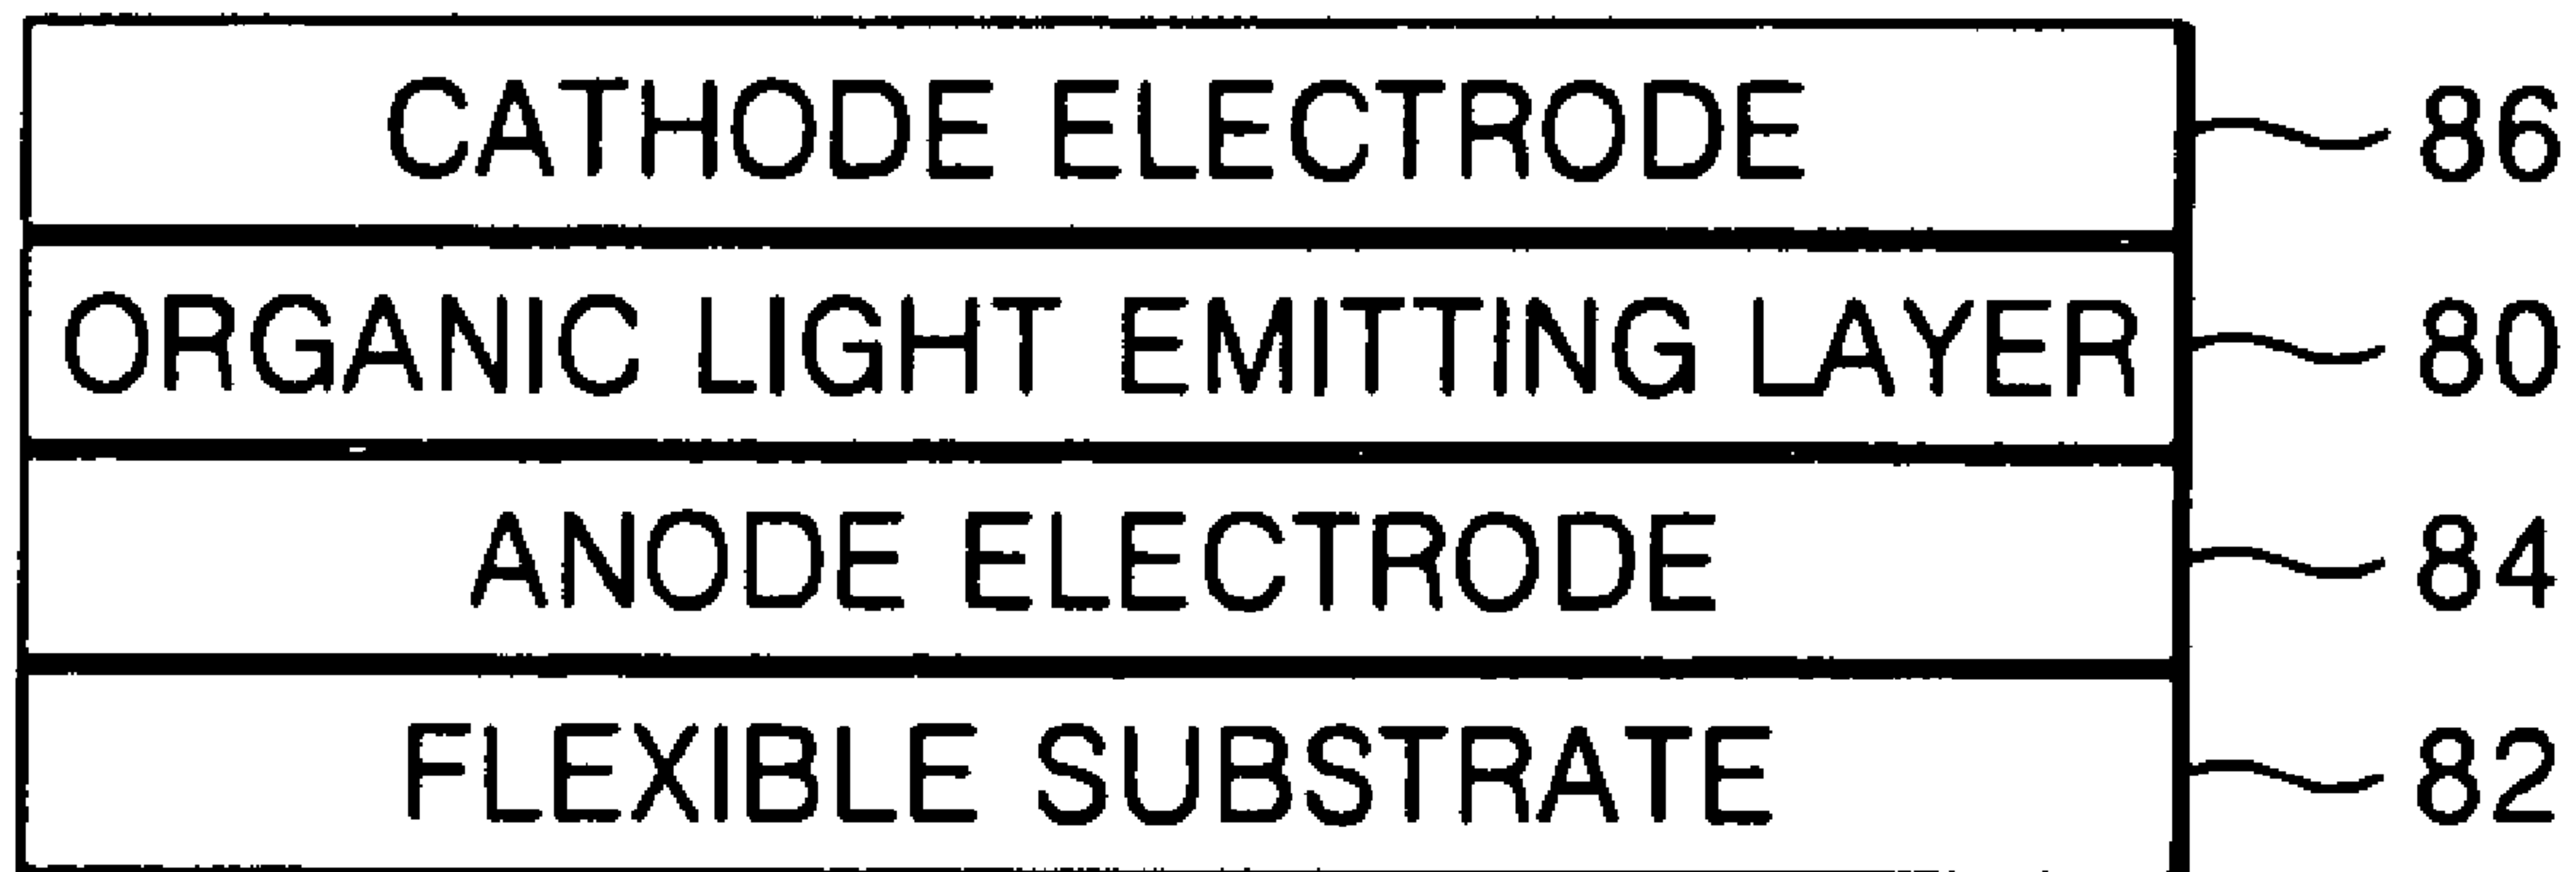 CATHODE ELECTRODE 86
ORGANIC LIGHT EMITTING LAYER 80
ANODE ELECTRODE 84
FLEXIBLE SUBSTRATE 82